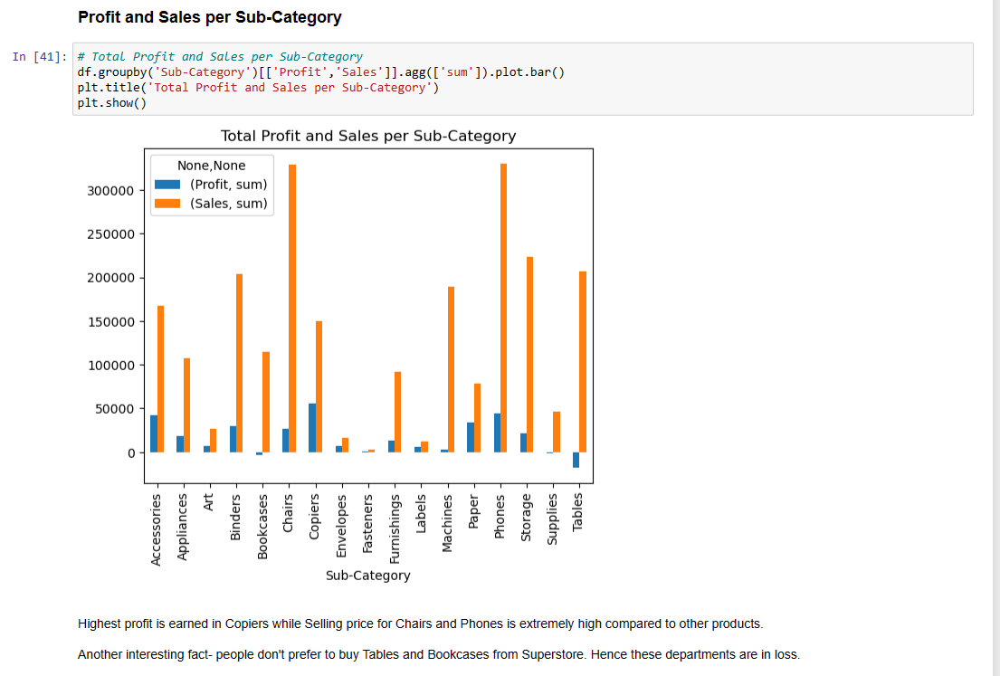 Profit and Sales per Sub-Category
In [41]:
# Total Profit and Sales per Sub-Category
df.groupby('Sub-Category')[['Profit','Sales']].agg(['sum']).plot.bar()
plt.title('Total Profit and Sales per Sub-Category')
plt.show()
Total Profit and Sales per Sub-Category
None,None
(Profit, sum)
(Sales, sum)
300000
250000
200000
150000
100000
50000
0
Accessories
Appliances
Art
Binders
Bookcases
Chairs
Copiers
Envelopes
Fasteners
Furnishings
Labels
Machines
Paper
Phones
Storage
Supplies
Tables
Sub-Category
Highest profit is earned in Copiers while Selling price for Chairs and Phones is extremely high compared to other products.
Another interesting fact- people don't prefer to buy Tables and Bookcases from Superstore. Hence these departments are in loss.